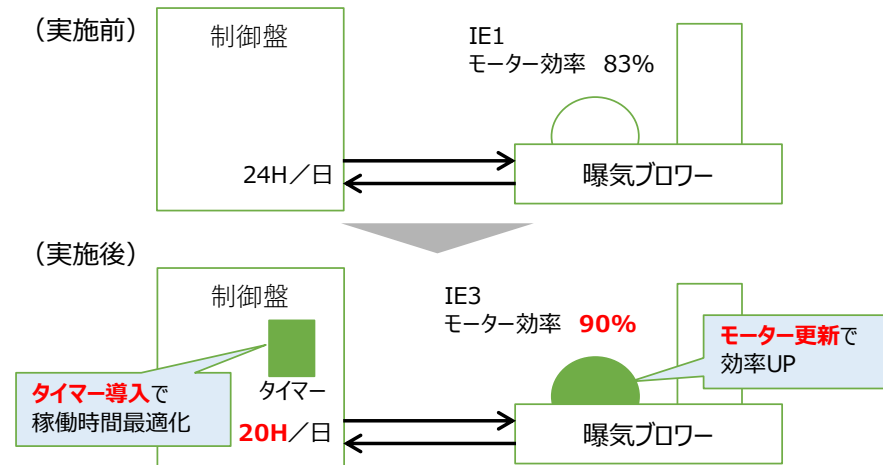 （実施前）
制御盤
IE1
モーター効率　83%
24H／日
曝気ブロワー
（実施後）
制御盤
IE3
モーター効率　90%
モーター更新で
効率UP
タイマー導入で
稼働時間最適化
タイマー
20H／日
曝気ブロワー